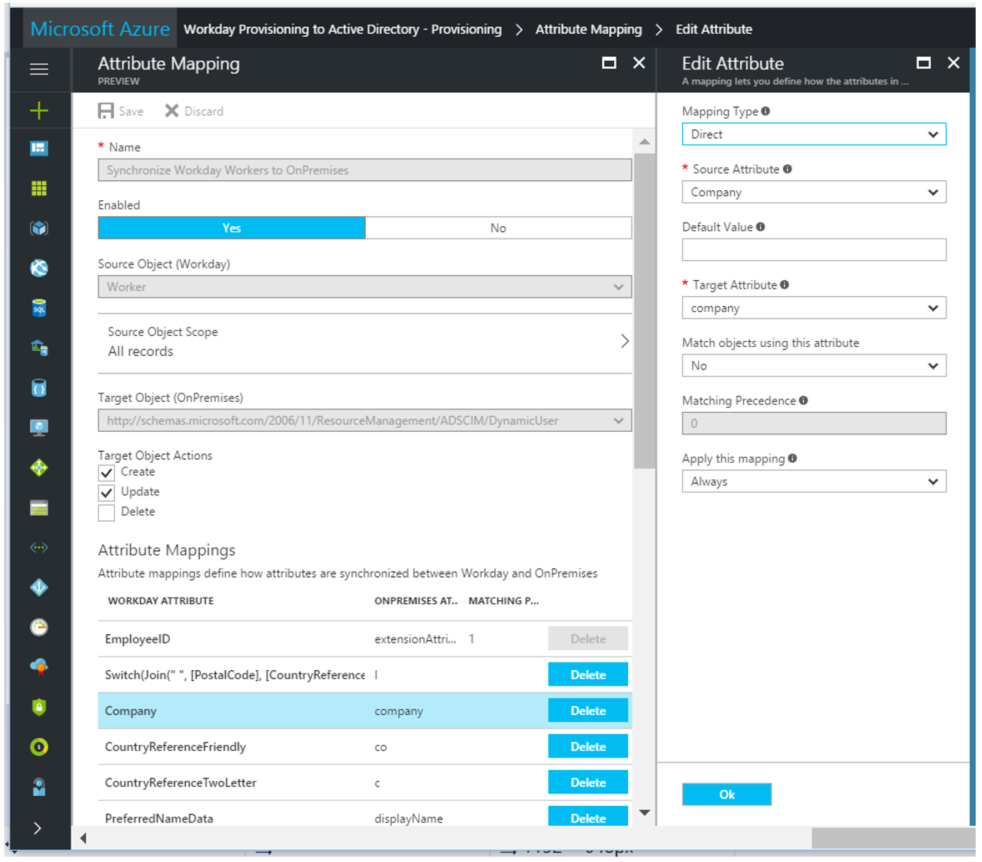 Microsoft Azure Workday Provisioning to Active Directory - Provisioning > Attribute Mapping > Edit Attribute
Attribute Mapping
PREVIEW
Save Discard
* Name
Synchronize Workday Workers to OnPremises
Enabled
Yes No
Source Object (Workday)
Worker
Source Object Scope
All records
Target Object (OnPremises)
http://schemas.microsoft.com/2006/11/ResourceManagement/ADSCIM/DynamicUser
Target Object Actions
Create
Update
Delete
Attribute Mappings
Attribute mappings define how attributes are synchronized between Workday and OnPremises
WORKDAY ATTRIBUTE ONPREMISES AT.. MATCHING P...
EmployeeID extensionAttri... 1 Delete
Switch(Join(" ", [PostalCode], [CountryReference l Delete
Company company Delete
CountryReferenceFriendly co Delete
CountryReferenceTwoLetter c Delete
PreferredNameData displayName Delete
Edit Attribute
A mapping lets you define how the attributes in ...
Mapping Type
Direct
* Source Attribute
Company
Default Value
* Target Attribute
company
Match objects using this attribute
No
Matching Precedence
0
Apply this mapping
Always
Ok
SQL